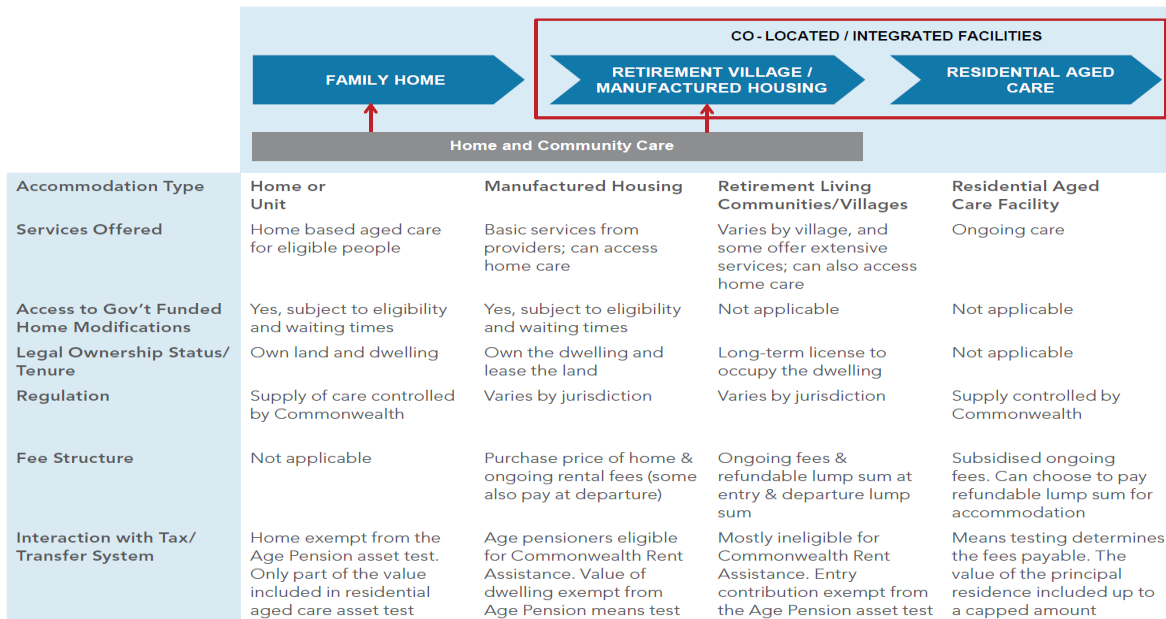 CO - LOCATED / INTEGRATED FACILITIES
FAMILY HOME
RETIREMENT VILLAGE /
MANUFACTURED HOUSING
RESIDENTIAL AGED
CARE
Home and Community Care
Accommodation Type
Home or
Unit
Manufactured Housing
Retirement Living
Communities/Villages
Residential Aged
Care Facility
Services Offered
Home based aged care
for eligible people
Basic services from
providers; can access
home care
Varies by village, and
some offer extensive
services; can also access
home care
Ongoing care
Access to Gov’t Funded
Home Modifications
Yes, subject to eligibility
and waiting times
Yes, subject to eligibility
and waiting times
Not applicable
Not applicable
Legal Ownership Status/
Tenure
Own land and dwelling
Own the dwelling and
lease the land
Long-term license to
occupy the dwelling
Not applicable
Regulation
Supply of care controlled
by Commonwealth
Varies by jurisdiction
Varies by jurisdiction
Supply controlled by
Commonwealth
Fee Structure
Not applicable
Purchase price of home &
ongoing rental fees (some
also pay at departure)
Ongoing fees &
refundable lump sum at
entry & departure lump
sum
Subsidised ongoing
fees. Can choose to pay
refundable lump sum for
accommodation
Interaction with Tax/
Transfer System
Home exempt from the
Age Pension asset test.
Only part of the value
included in residential
aged care asset test
Age pensioners eligible
for Commonwealth Rent
Assistance. Value of
dwelling exempt from
Age Pension means test
Mostly ineligible for
Commonwealth Rent
Assistance. Entry
contribution exempt from
the Age Pension asset test
Means testing determines
the fees payable. The
value of the principal
residence included up to
a capped amount